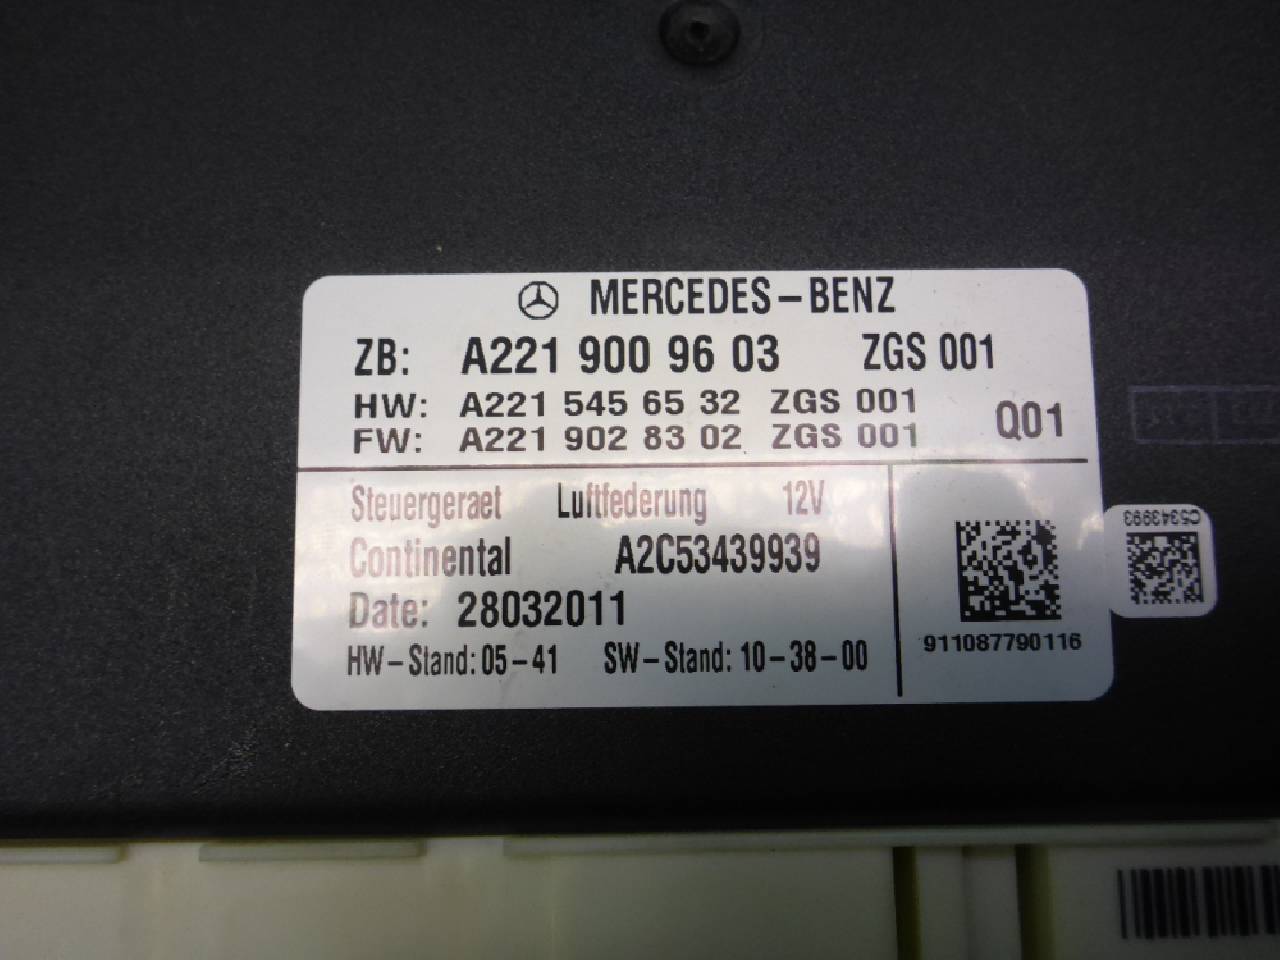 MERCEDES-BENZ
ZB: A221 900 96 03 ZGS 001
HW: A221 545 65 32 ZGS 001
FW: A221 902 83 02 ZGS 001
Q01
Steuergeraet Luftfederung 12V
Continental A2C53439939
Date: 28032011
HW-Stand: 05-41 SW-Stand: 10-38-00
911087790116
C5343993